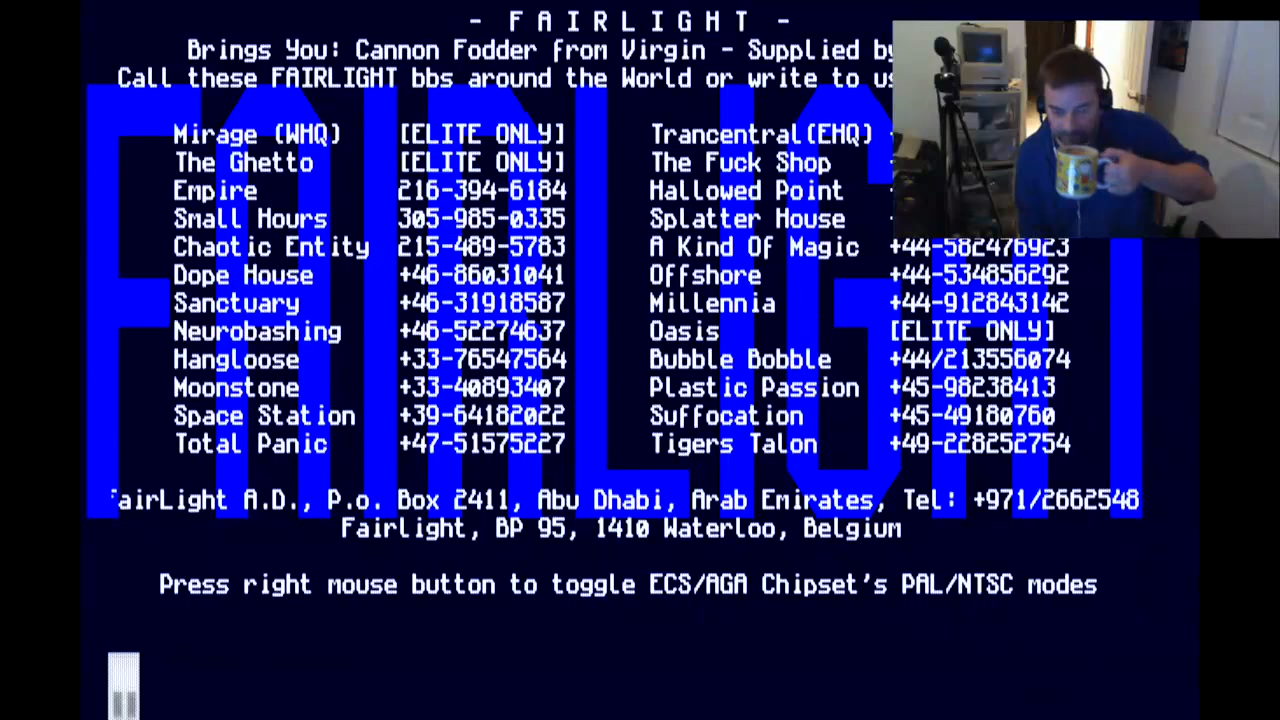 - FAIRLIGHT -
Brings You: Cannon Fodder from Virgin - Supplied by
Call these FAIRLIGHT bbs around the World or write to us
FAIRLIGHT
Mirage (WHQ) [ELITE ONLY] Trancentral(EHQ) -
The Ghetto [ELITE ONLY] The Fuck Shop
Empire 216-394-6184 Hallowed Point -
Small Hours 305-985-0335 Splatter House -
Chaotic Entity 215-489-5783 A Kind Of Magic +44-582476923
Dope House +46-86031041 Offshore +44-534856292
Sanctuary +46-31918587 Millennia +44-912843142
Neurobashing +46-52274637 Oasis [ELITE ONLY]
Hangloose +33-76547564 Bubble Bobble +44/213556074
Moonstone +33-40893407 Plastic Passion +45-98238413
Space Station +39-64182022 Suffocation +45-49180760
Total Panic +47-51575227 Tigers Talon +49-228252754
FairLight A.D., P.o. Box 2411, Abu Dhabi, Arab Emirates, Tel: +971/2662548
FairLight, BP 95, 1410 Waterloo, Belgium
Press right mouse button to toggle ECS/AGA Chipset's PAL/NTSC modes